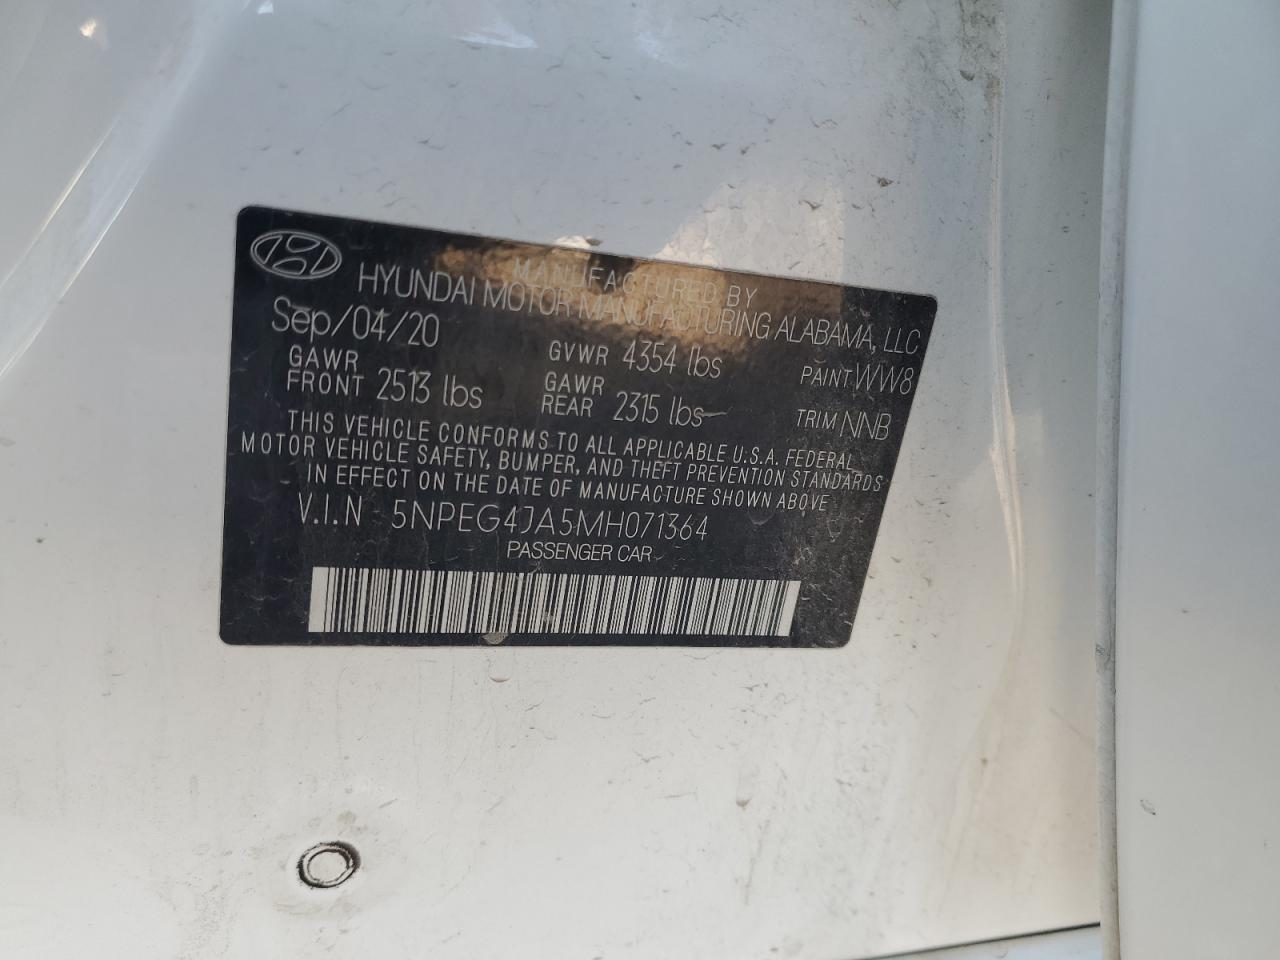 MANUFACTURED BY
HYUNDAI MOTOR MANUFACTURING ALABAMA, LLC
Sep/04/20
GAWR FRONT 2513 lbs
GVWR 4354 lbs
GAWR REAR 2315 lbs
PAINT WW8
TRIM NNB
THIS VEHICLE CONFORMS TO ALL APPLICABLE U.S.A. FEDERAL
MOTOR VEHICLE SAFETY, BUMPER, AND THEFT PREVENTION STANDARDS
IN EFFECT ON THE DATE OF MANUFACTURE SHOWN ABOVE
V.I.N 5NPEG4JA5MH071364
PASSENGER CAR